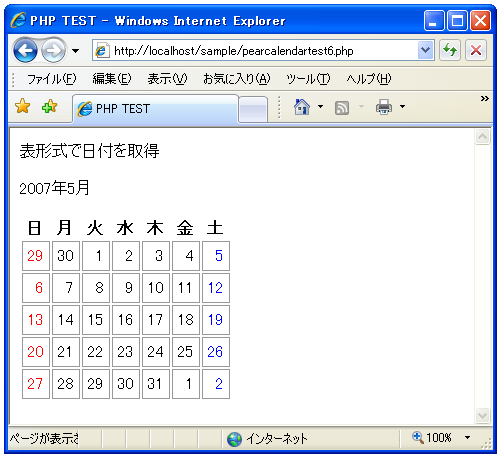 PHP TEST - Windows Internet Explorer
http://localhost/sample/pearcalendartest6.php
ファイル(F) 編集(E) 表示(V) お気に入り(A) ツール(T) ヘルプ(H)
PHP TEST
表形式で日付を取得
2007年5月
日 月 火 水 木 金 土
29 30 1 2 3 4 5
6 7 8 9 10 11 12
13 14 15 16 17 18 19
20 21 22 23 24 25 26
27 28 29 30 31 1 2
ページが表示さ インターネット 100%